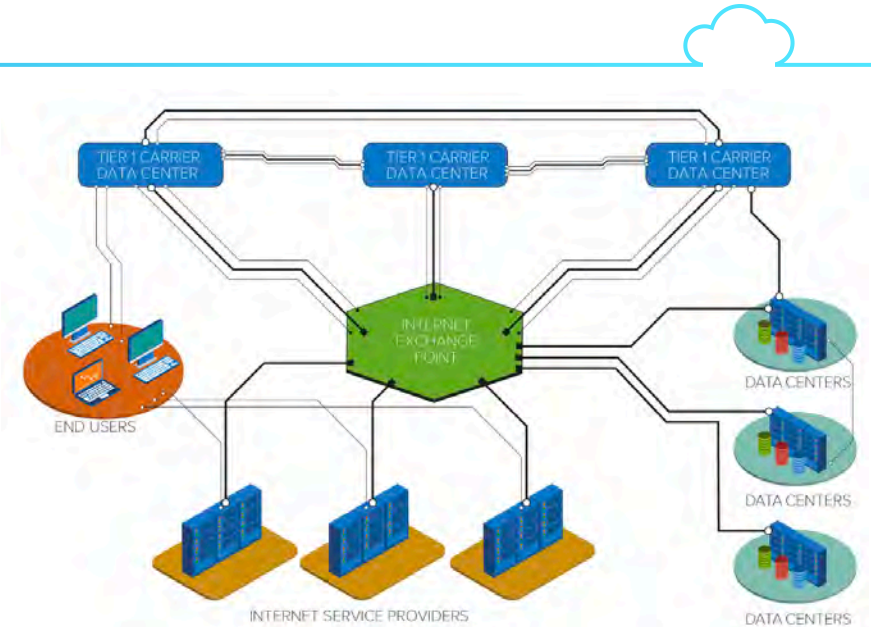 TIER 1 CARRIER
DATA CENTER
TIER 1 CARRIER
DATA CENTER
TIER 1 CARRIER
DATA CENTER
INTERNET
EXCHANGE
POINT
END USERS
DATA CENTERS
DATA CENTERS
DATA CENTERS
INTERNET SERVICE PROVIDERS